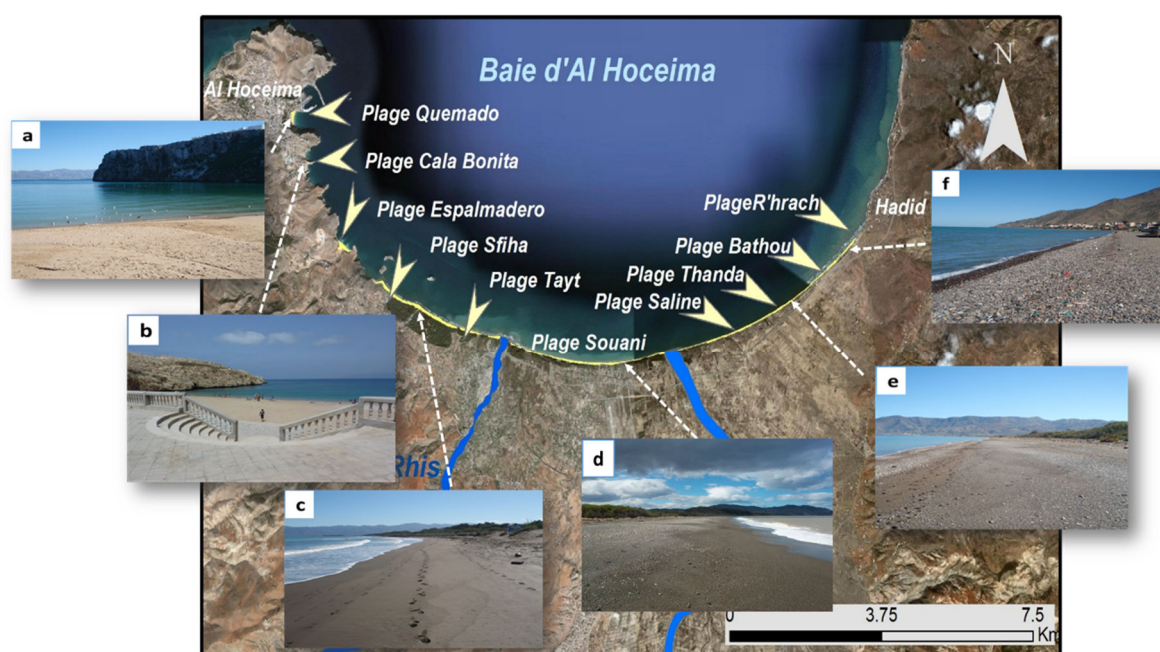 Baie d'Al Hoceima
N
Al Hoceima
Plage Quemado
a
Plage Cala Bonita
f
Plage Espalmadero
PlageR'hrach
Hadid
Plage Sfiha
Plage Bathou
Plage Tayt
Plage Thanda
Plage Saline
b
Plage Souani
e
d
Rhis
c
0 3.75 7.5
Km